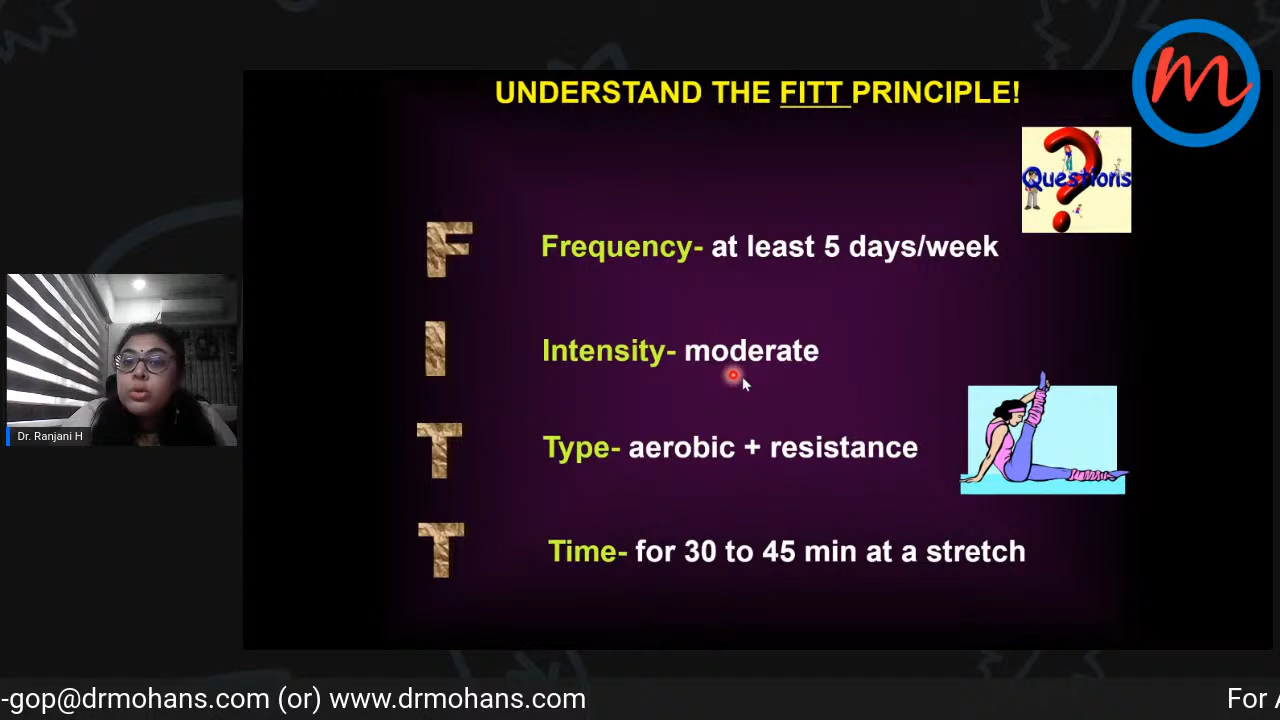 UNDERSTAND THE FITT PRINCIPLE!
m
Questions
F
Frequency- at least 5 days/week
I
Intensity- moderate
T
Type- aerobic + resistance
T
Time- for 30 to 45 min at a stretch
Dr. Ranjani H
-gop@drmohans.com (or) www.drmohans.com
For